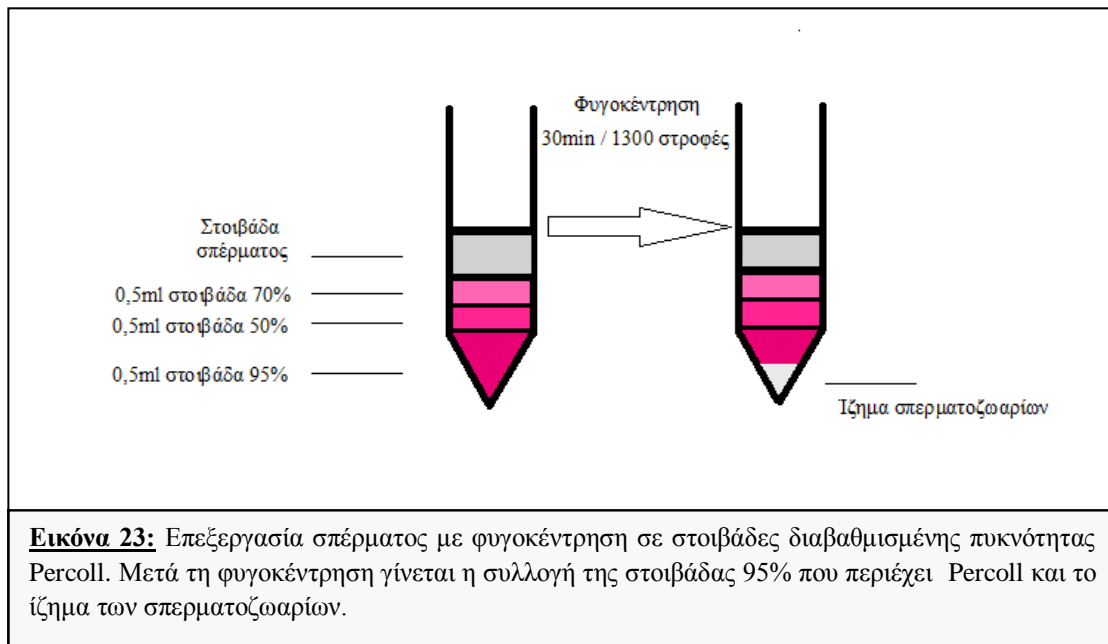 Φυγοκέντρηση
30min / 1300 στροφές
Στοιβάδα
σπέρματος
0,5ml στοιβάδα 70%
0,5ml στοιβάδα 50%
0,5ml στοιβάδα 95%
Ίζημα σπερματοζωαρίων
Εικόνα 23: Επεξεργασία σπέρματος με φυγοκέντρηση σε στοιβάδες διαβαθμισμένης πυκνότητας
Percoll. Μετά τη φυγοκέντρηση γίνεται η συλλογή της στοιβάδας 95% που περιέχει Percoll και το
ίζημα των σπερματοζωαρίων.